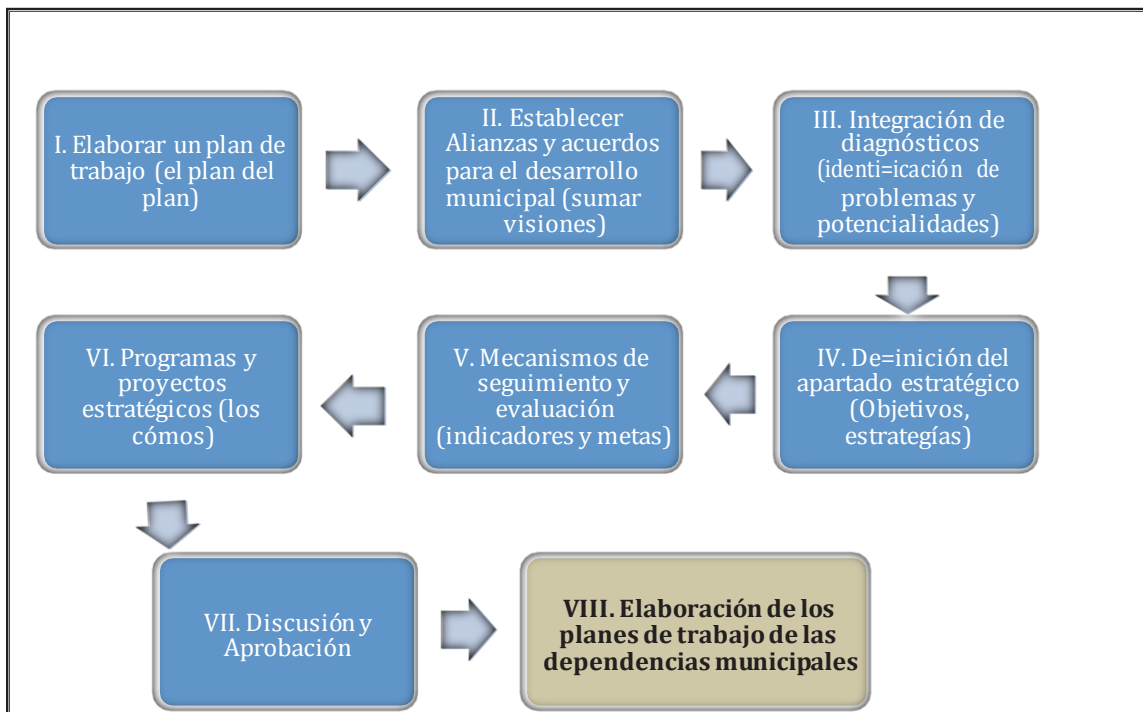 I. Elaborar un plan de
trabajo (el plan del
plan)
II. Establecer
Alianzas y acuerdos
para el desarrollo
municipal (sumar
visiones)
III. Integración de
diagnósticos
(identi=icación de
problemas y
potencialidades)
IV. De=inición del
apartado estratégico
(Objetivos,
estrategías)
V. Mecanismos de
seguimiento y
evaluación
(indicadores y metas)
VI. Programas y
proyectos
estratégicos (los
cómos)
VII. Discusión y
Aprobación
VIII. Elaboración de los
planes de trabajo de las
dependencias municipales